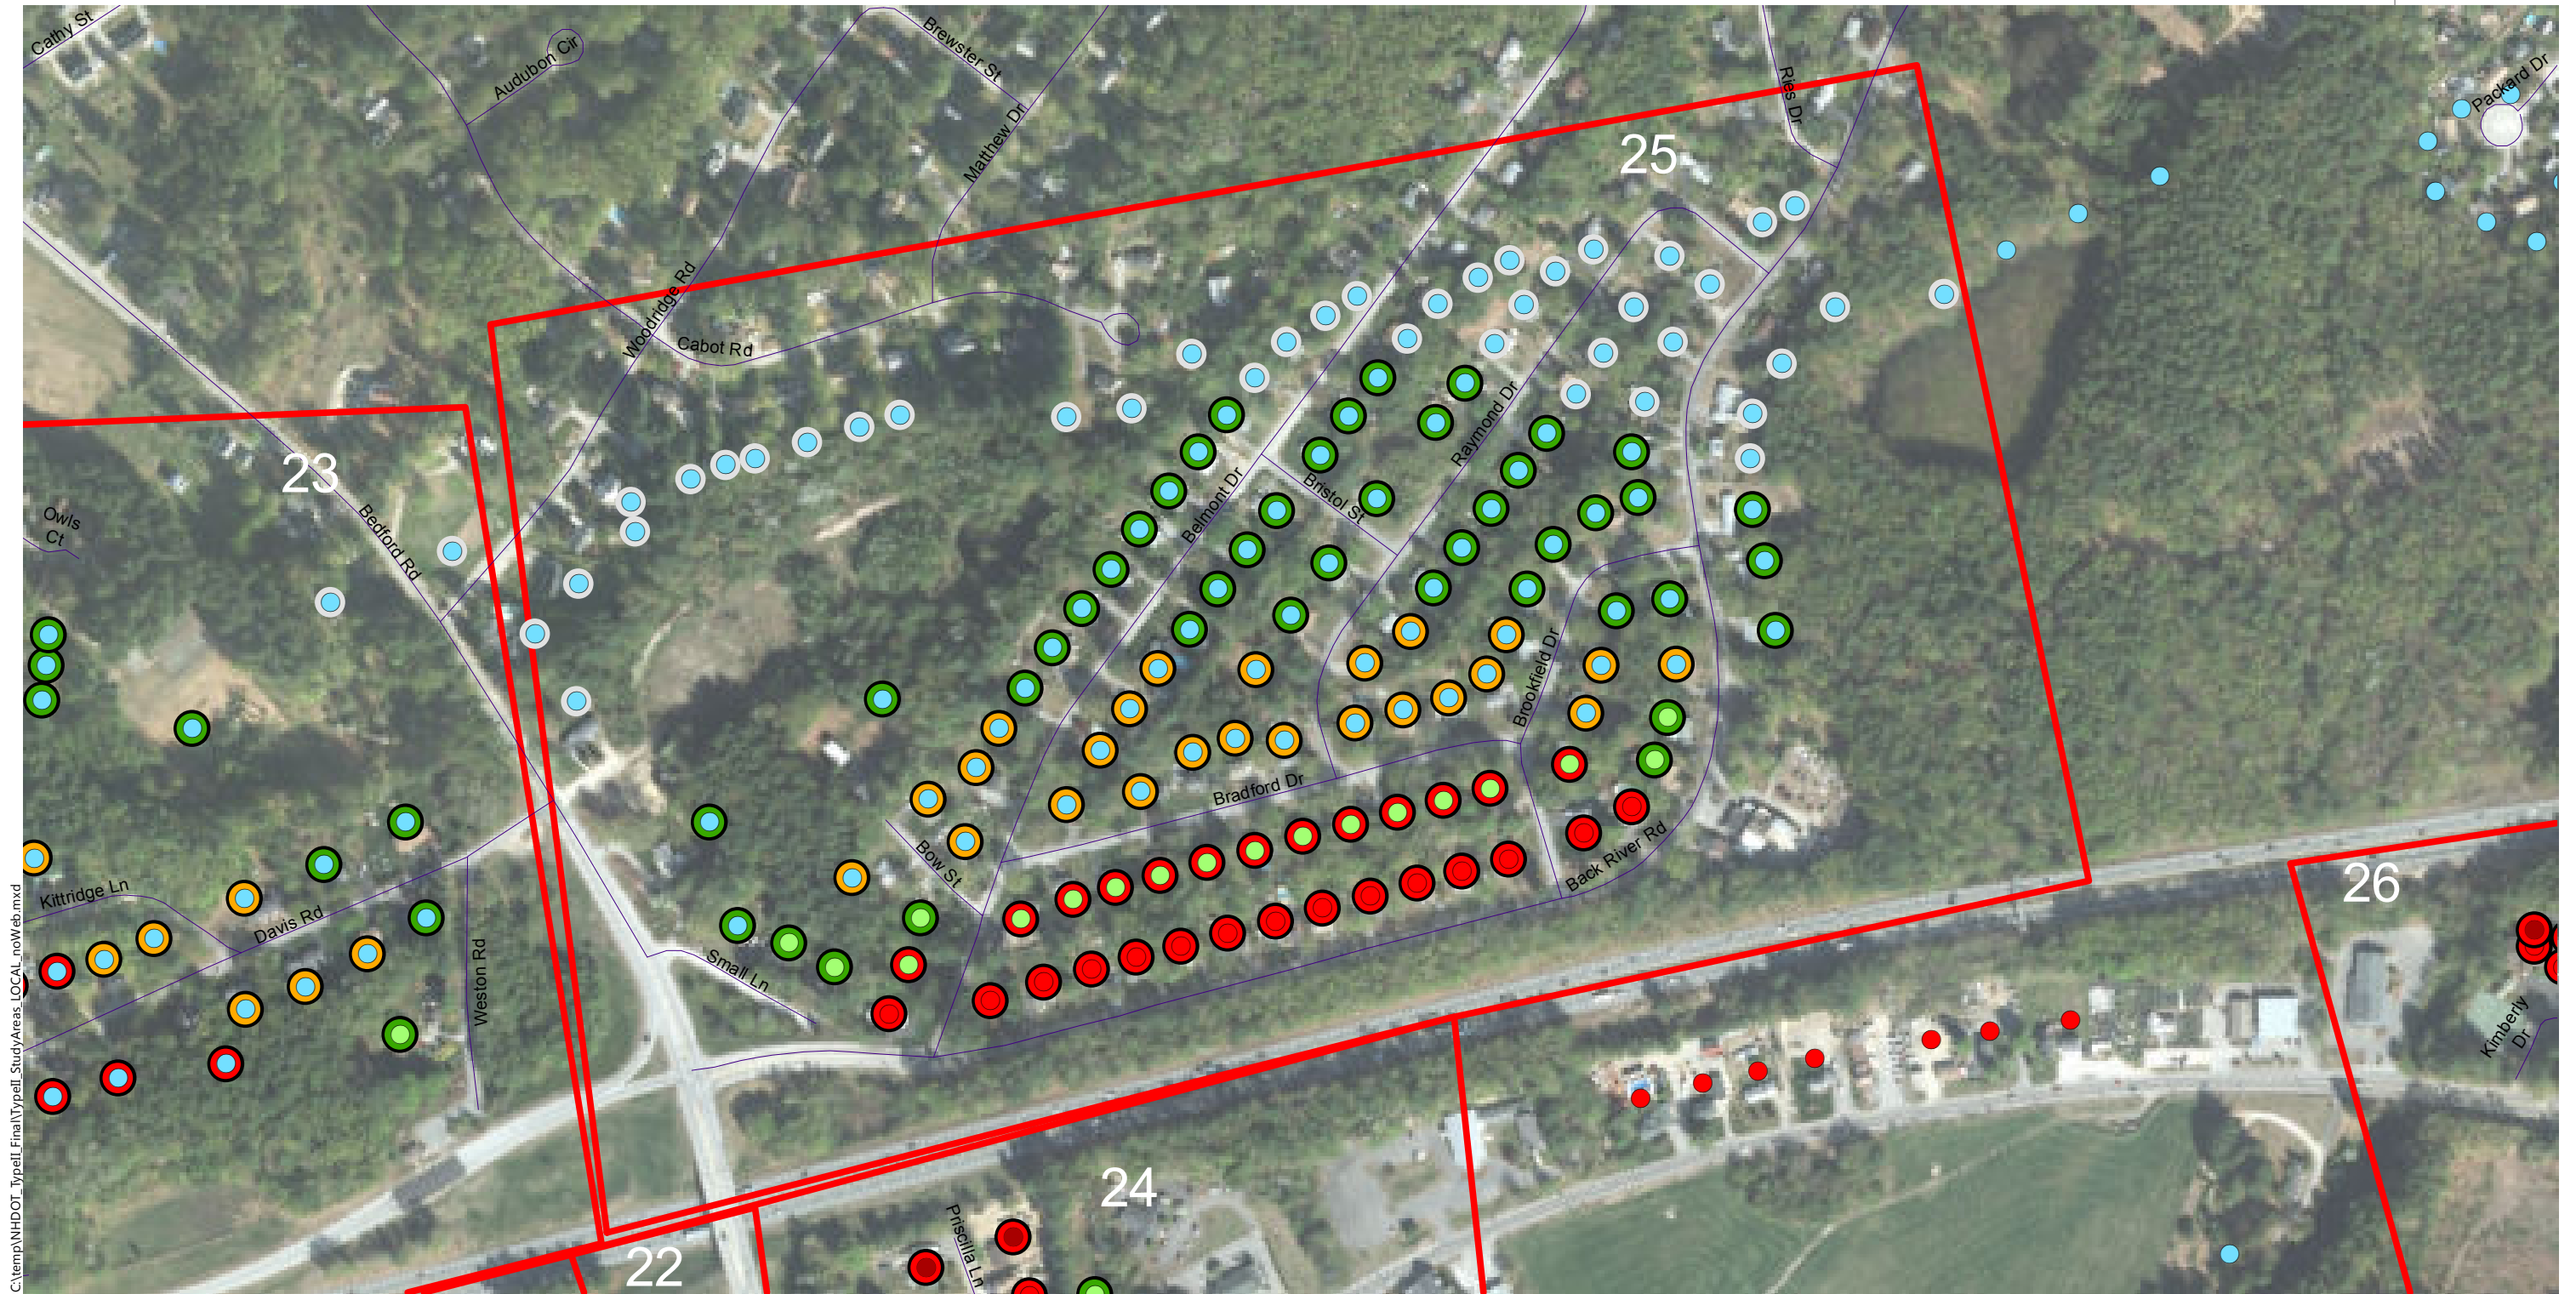 Cathy St
Audubon Cir
Brewster St
Matthew Dr
Ries Dr
Packard Dr
25
Woodridge Rd
Cabot Rd
23
Bedford Rd
Owls
Ct
Belmont Dr
Bristol St
Raymond Dr
Brookfield Dr
Bradford Dr
Bow St
Back River Rd
26
Kittridge Ln
Davis Rd
Weston Rd
Small Ln
Kimberly
Dr
24
Priscilla Ln
22
C:\temp\NHDOT_TypeII_Final\TypeII_StudyAreas_LOCAL_noWeb.mxd